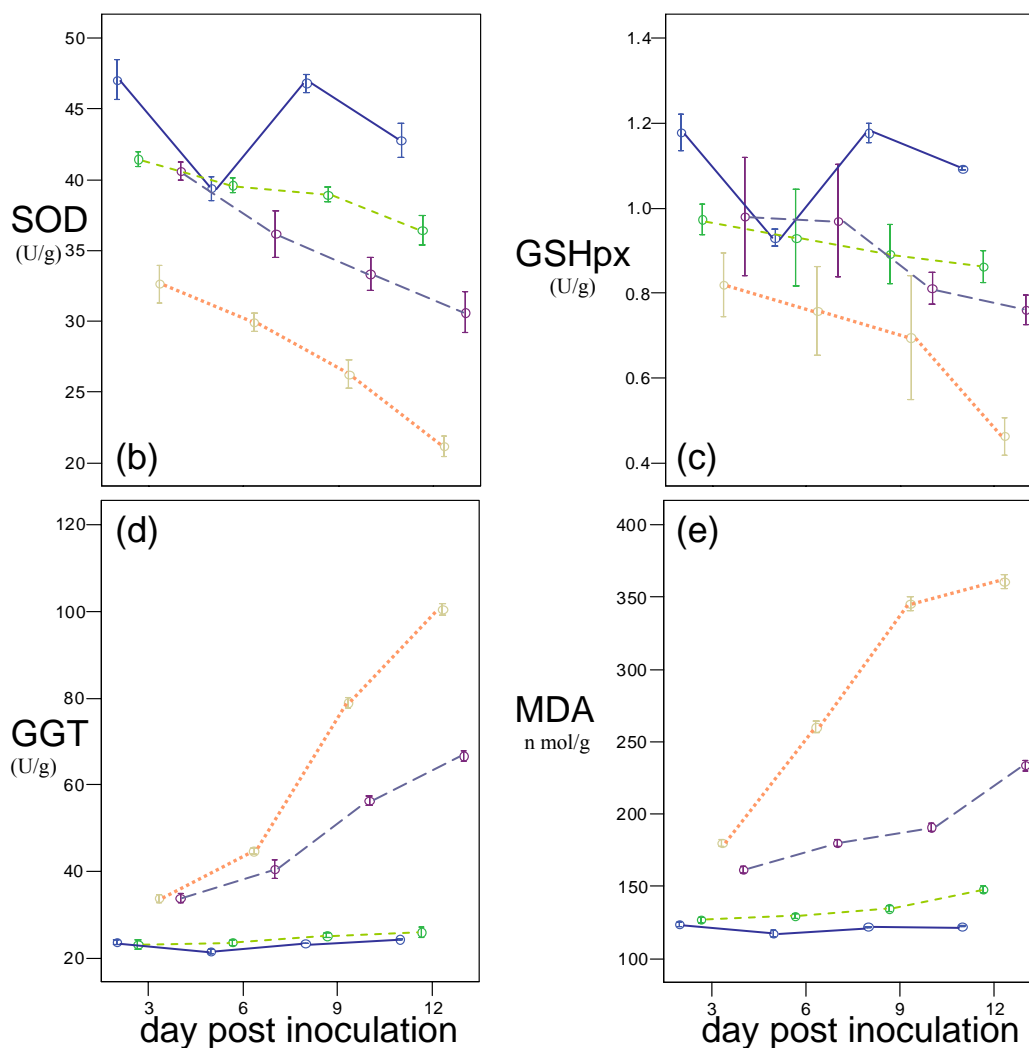 50
45
40
35
30
25
20
SOD
(U/g)
(b)
1.4
1.2
1.0
0.8
0.6
0.4
GSHpx
(U/g)
(c)
120
100
80
60
40
20
GGT
(U/g)
(d)
3 6 9 12
day post inoculation
400
350
300
250
200
150
100
MDA
n mol/g
(e)
3 6 9 12
day post inoculation